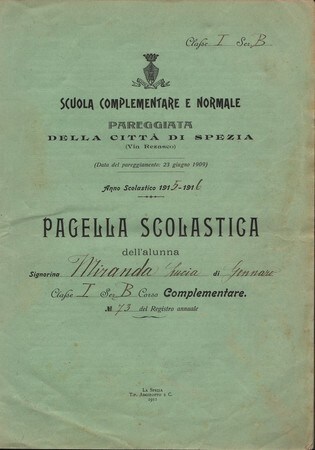 Classe I Sez. B.
SCUOLA COMPLEMENTARE E NORMALE
PAREGGIATA
DELLA CITTÀ DI SPEZIA
(Via Rezasco)
(Data del pareggiamento: 23 giugno 1909)
Anno Scolastico 1915-1916
PAGELLA SCOLASTICA
dell'alunna
Signorina Miranda Lucia di Gennaro
Classe I Sez. B Corso Complementare.
N. 73 del Registro annuale
La Spezia
Tip. & C.